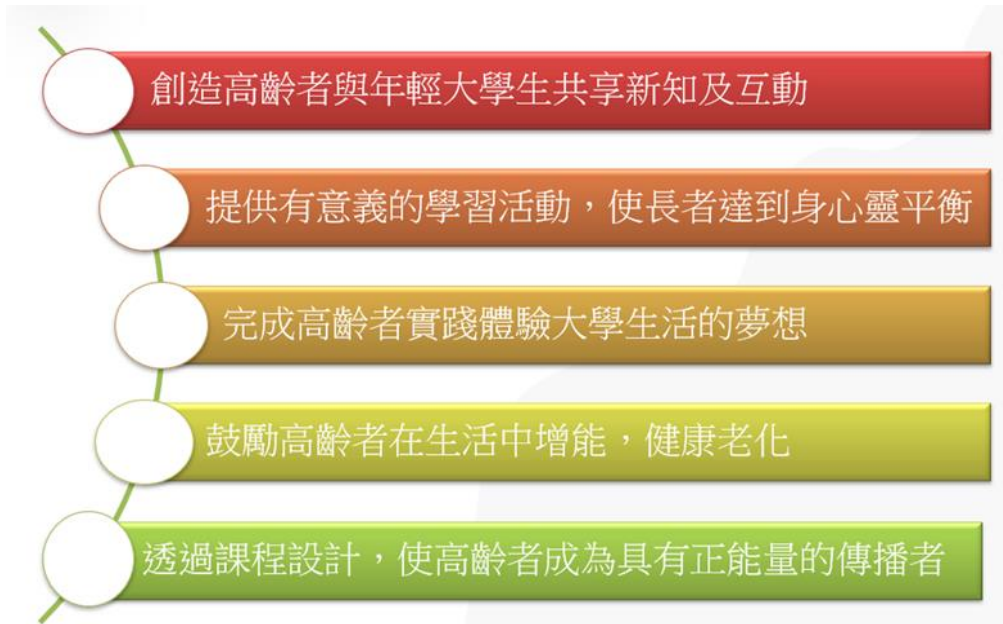 創造高齡者與年輕大學生共享新知及互動
提供有意義的學習活動，使長者達到身心靈平衡
完成高齡者實踐體驗大學生活的夢想
鼓勵高齡者在生活中增能，健康老化
透過課程設計，使高齡者成為具有正能量的傳播者